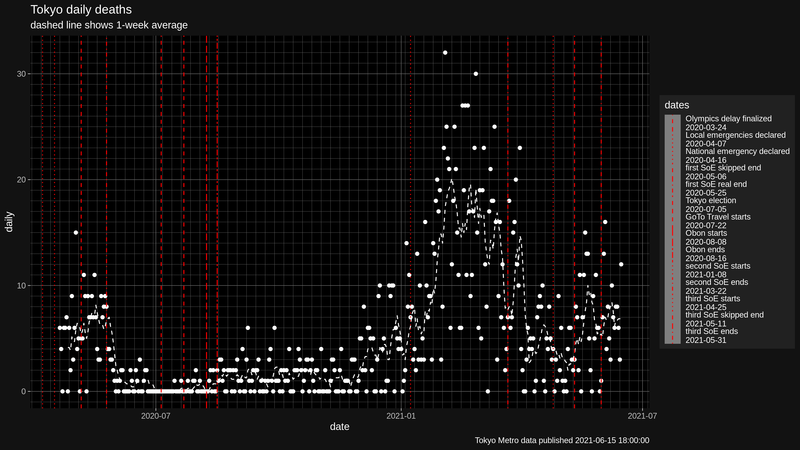 Tokyo daily deaths
dashed line shows 1-week average
daily
30
20
10
0
2020-07
2021-01
2021-07
date
Tokyo Metro data published 2021-06-15 18:00:00
dates
Olympics delay finalized
2020-03-24
Local emergencies declared
2020-04-07
National emergency declared
2020-04-16
first SoE skipped end
2020-05-06
first SoE real end
2020-05-25
Tokyo election
2020-07-05
GoTo Travel starts
2020-07-22
Obon starts
2020-08-08
Obon ends
2020-08-16
second SoE starts
2021-01-08
second SoE ends
2021-03-22
third SoE starts
2021-04-25
third SoE skipped end
2021-05-11
third SoE ends
2021-05-31